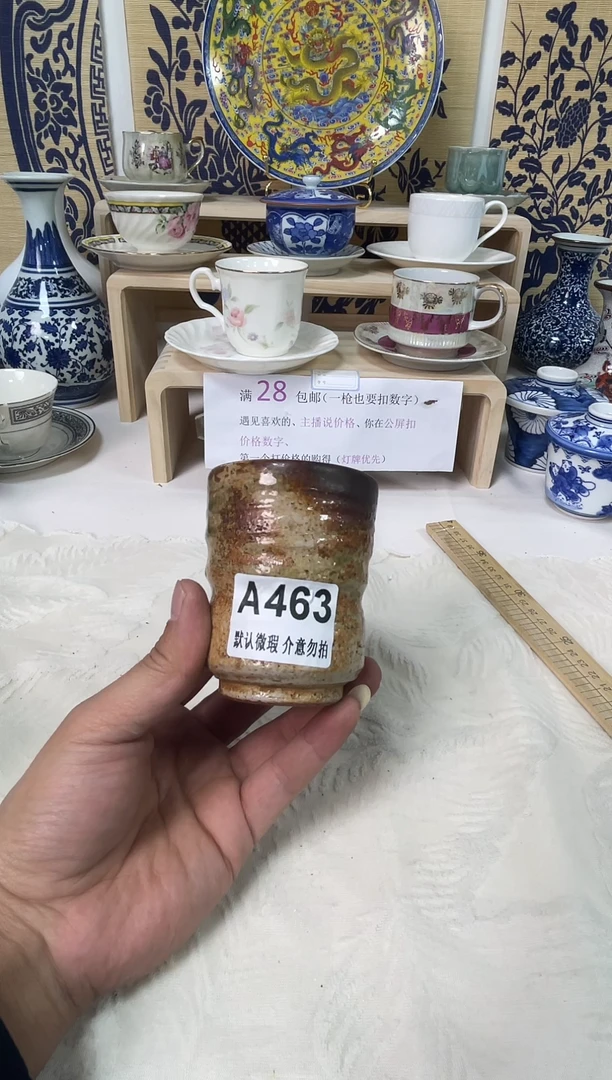 满28 包邮(一枪也要扣数字)
遇见喜欢的、主播说价格、你在公屏扣
价格数字、
第一个打价格的购得(灯牌优先)
A463
默认微瑕 介意勿拍